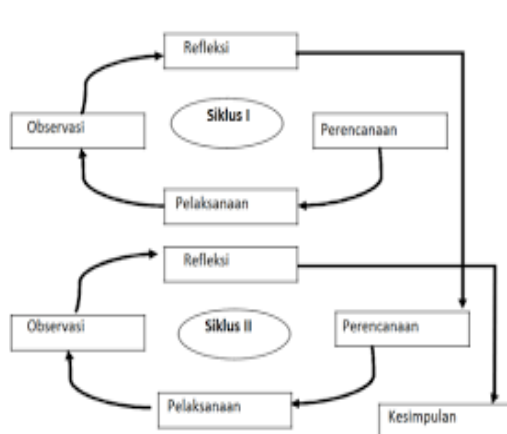 Refleksi
Siklus I
Observasi
Perencanaan
Pelaksanaan
Refleksi
Siklus II
Observasi
Perencanaan
Pelaksanaan
Kesimpulan